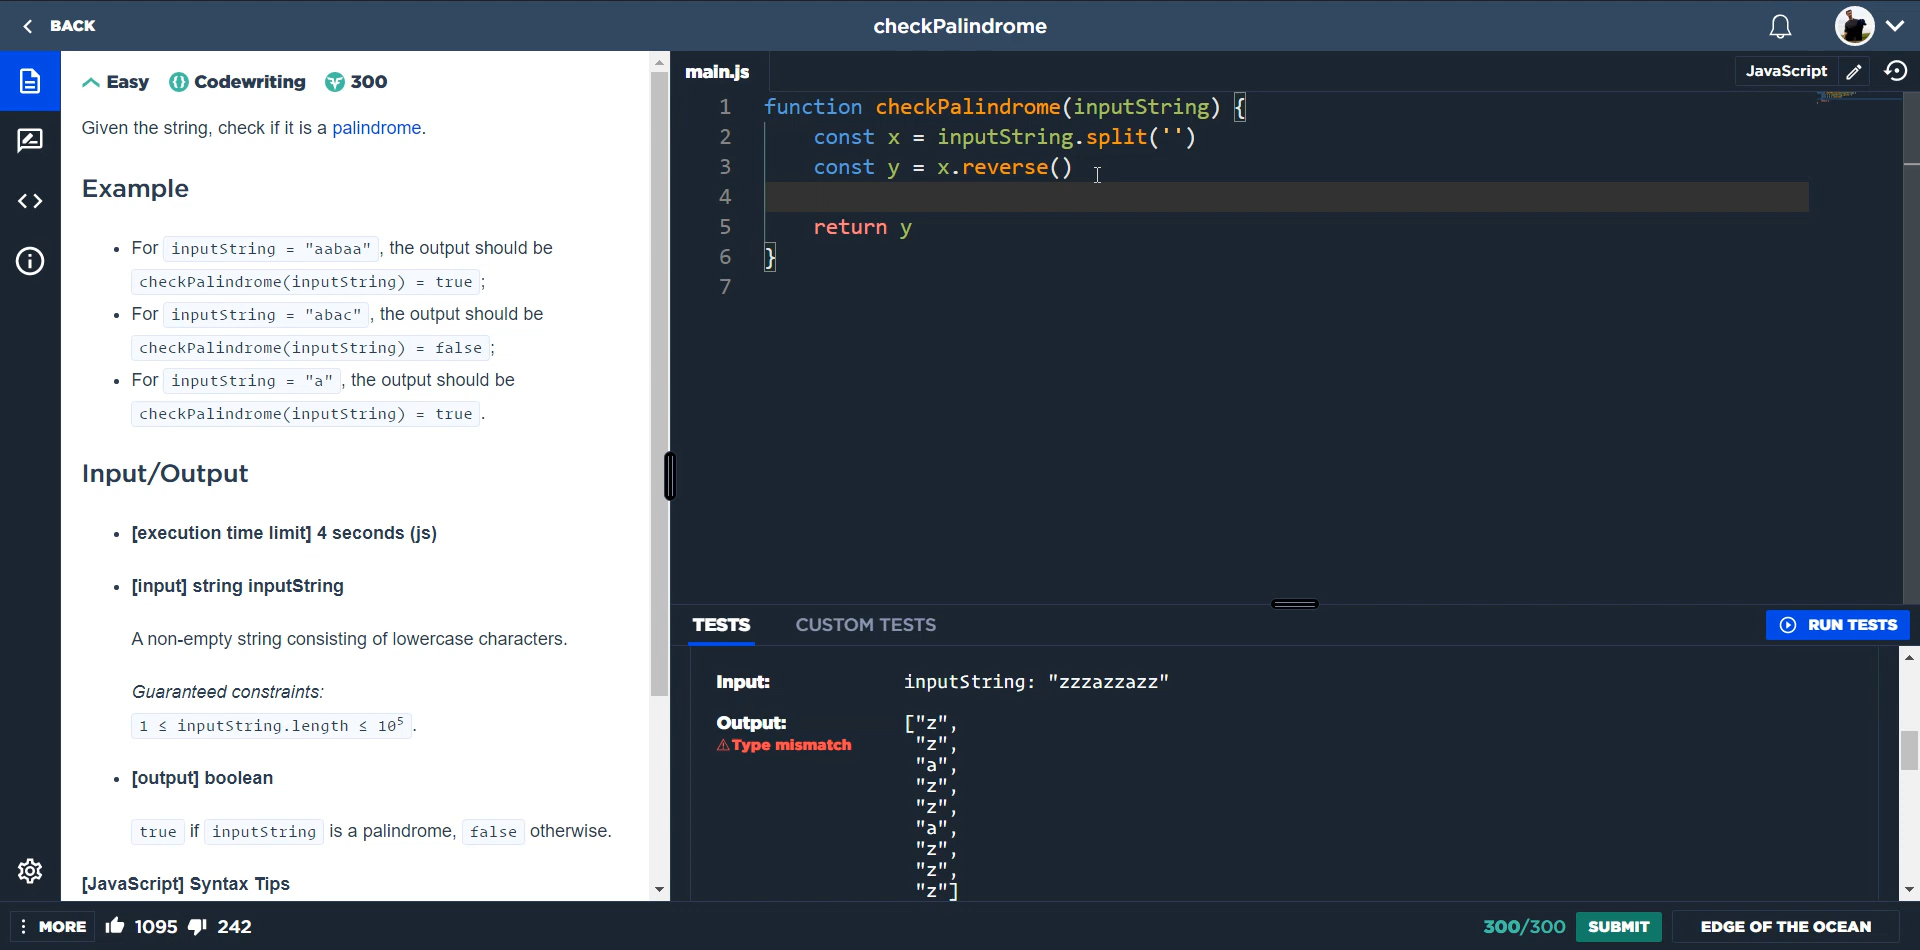 BACK
checkPalindrome
Easy Codewriting 300
Given the string, check if it is a palindrome.
Example
• For inputString = "aabaa", the output should be
checkPalindrome(inputString) = true;
• For inputString = "abac", the output should be
checkPalindrome(inputString) = false;
• For inputString = "a", the output should be
checkPalindrome(inputString) = true.
Input/Output
• [execution time limit] 4 seconds (js)
• [input] string inputString
A non-empty string consisting of lowercase characters.
Guaranteed constraints:
1 ≤ inputString.length ≤ 10⁵.
• [output] boolean
true if inputString is a palindrome, false otherwise.
[JavaScript] Syntax Tips
main.js
JavaScript
1 function checkPalindrome(inputString) {
2     const x = inputString.split('')
3     const y = x.reverse()
4
5     return y
6 }
7
TESTS CUSTOM TESTS
RUN TESTS
Input: inputString: "zzzazzazz"
Output: ["z",
⚠Type mismatch "z",
"a",
"z",
"z",
"a",
"z",
"z",
"z"]
MORE 1095 242
300/300 SUBMIT EDGE OF THE OCEAN